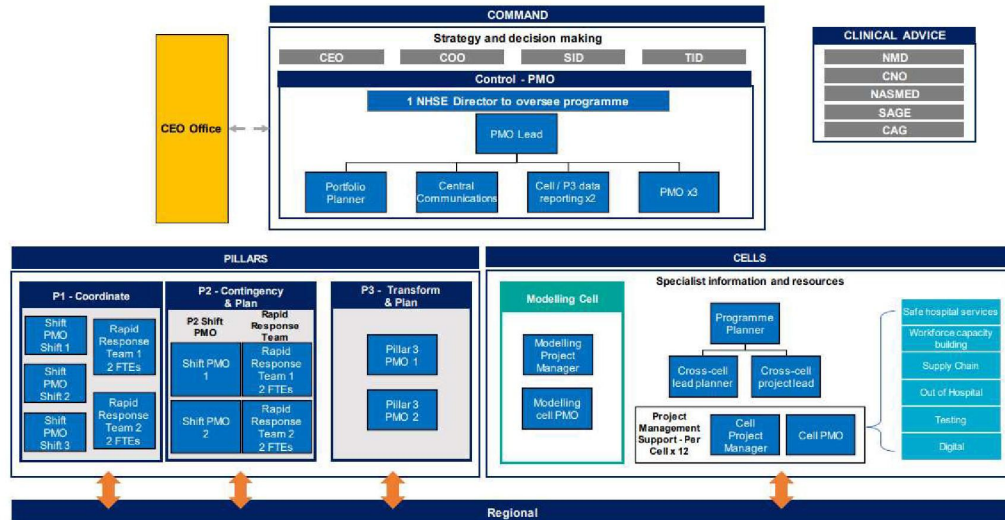 COMMAND
Strategy and decision making
CEO
COO
SID
TID
Control - PMO
1 NHSE Director to oversee programme
PMO Lead
Portfolio
Planner
Central
Communications
Cell / P3 data
reporting x2
PMO x3
CEO Office
CLINICAL ADVICE
NMD
CNO
NASMED
SAGE
CAG
PILLARS
P1 - Coordinate
Shift
PMO
Shift 1
Shift
PMO
Shift 2
Shift
PMO
Shift 3
Rapid
Response
Team 1
2 FTEs
Rapid
Response
Team 2
2 FTEs
P2 - Contingency
& Plan
P2 Shift
PMO
Rapid
Response
Team
Shift PMO
1
Rapid
Response
Team 1
2 FTEs
Shift PMO
2
Rapid
Response
Team 2
2 FTEs
P3 - Transform
& Plan
Pillar 3
PMO 1
Pillar 3
PMO 2
CELLS
Specialist information and resources
Modelling Cell
Modelling
Project
Manager
Modelling
cell PMO
Programme
Planner
Cross-cell
lead planner
Cross-cell
project lead
Project
Management
Support - Per
Cell x 12
Cell
Project
Manager
Cell PMO
Safe hospital services
Workforce capacity
building
Supply Chain
Out of Hospital
Testing
Digital
Regional